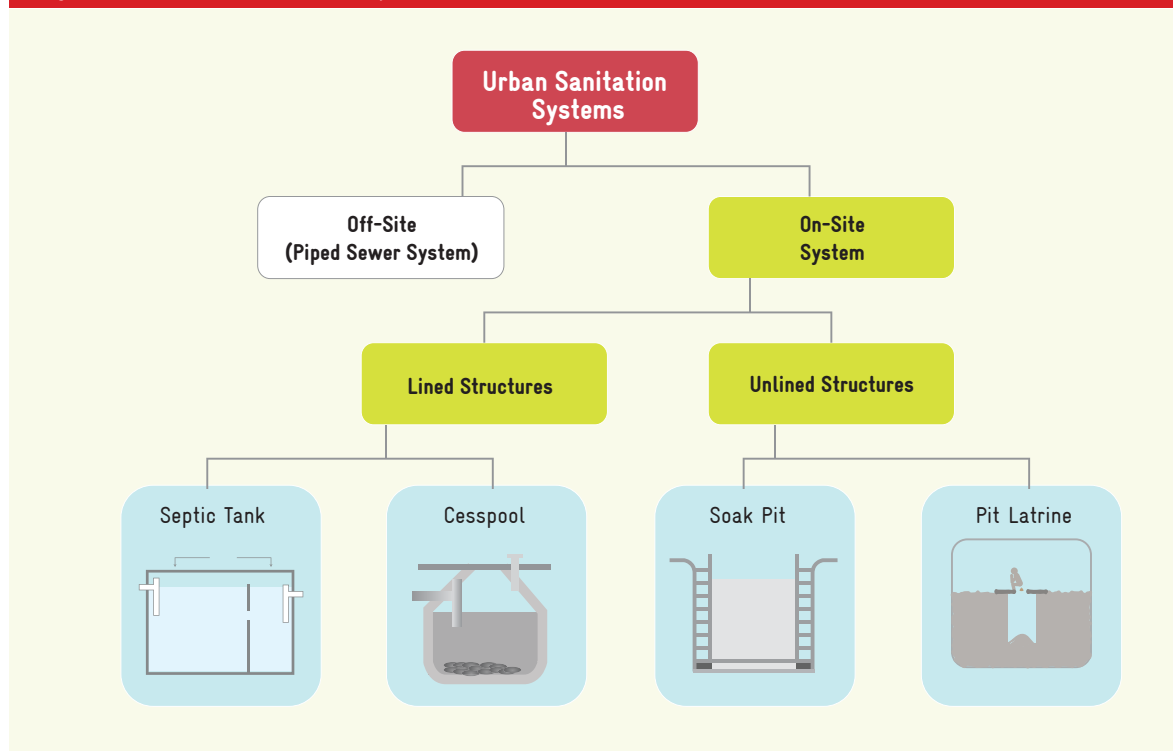 Urban Sanitation
Systems
Off-Site
(Piped Sewer System)
On-Site
System
Lined Structures
Unlined Structures
Septic Tank
Cesspool
Soak Pit
Pit Latrine